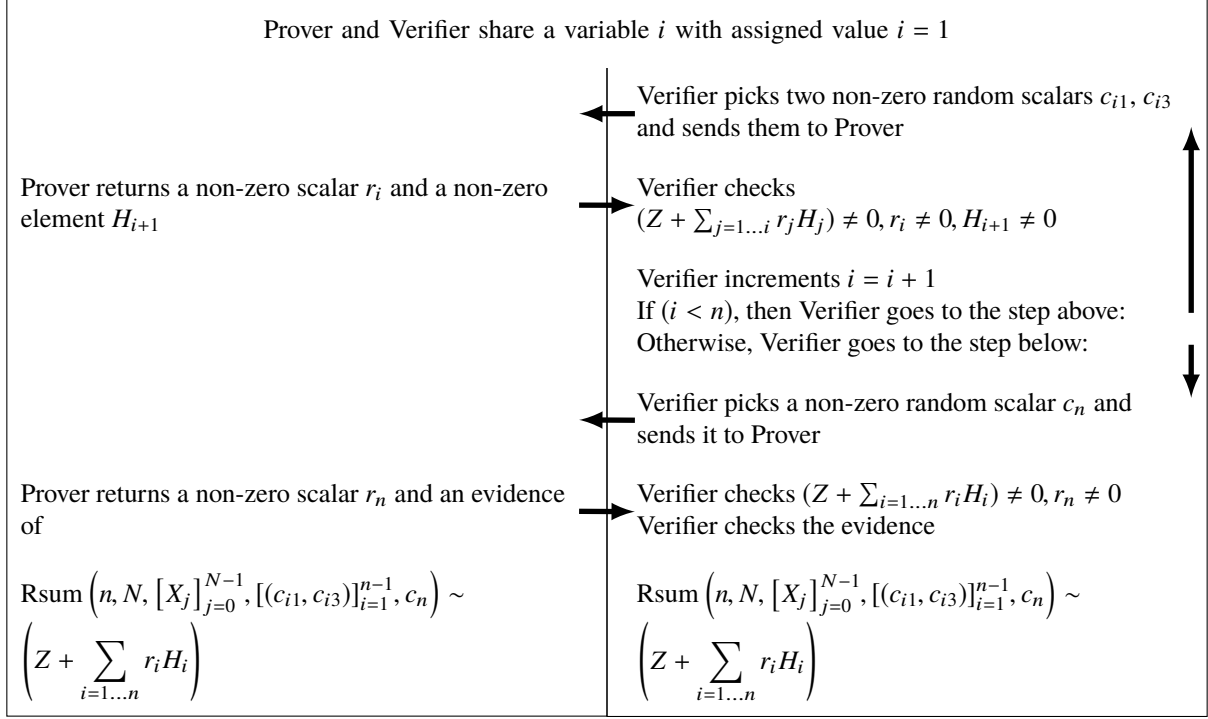 Prover and Verifier share a variable i with assigned value i = 1
Verifier picks two non-zero random scalars c_{i1}, c_{i3}
and sends them to Prover
Prover returns a non-zero scalar r_i and a non-zero
element H_{i+1}
Verifier checks
(Z + ∑_{j=1...i} r_j H_j) ≠ 0, r_i ≠ 0, H_{i+1} ≠ 0
Verifier increments i = i + 1
If (i < n), then Verifier goes to the step above:
Otherwise, Verifier goes to the step below:
Verifier picks a non-zero random scalar c_n and
sends it to Prover
Prover returns a non-zero scalar r_n and an evidence
of
Rsum (n, N, [X_j]_{j=0}^{N−1}, [(c_{i1}, c_{i3})]_{i=1}^{n−1}, c_n) ∼
(Z + ∑_{i=1...n} r_i H_i)
Verifier checks (Z + ∑_{i=1...n} r_i H_i) ≠ 0, r_n ≠ 0
Verifier checks the evidence
Rsum (n, N, [X_j]_{j=0}^{N−1}, [(c_{i1}, c_{i3})]_{i=1}^{n−1}, c_n) ∼
(Z + ∑_{i=1...n} r_i H_i)